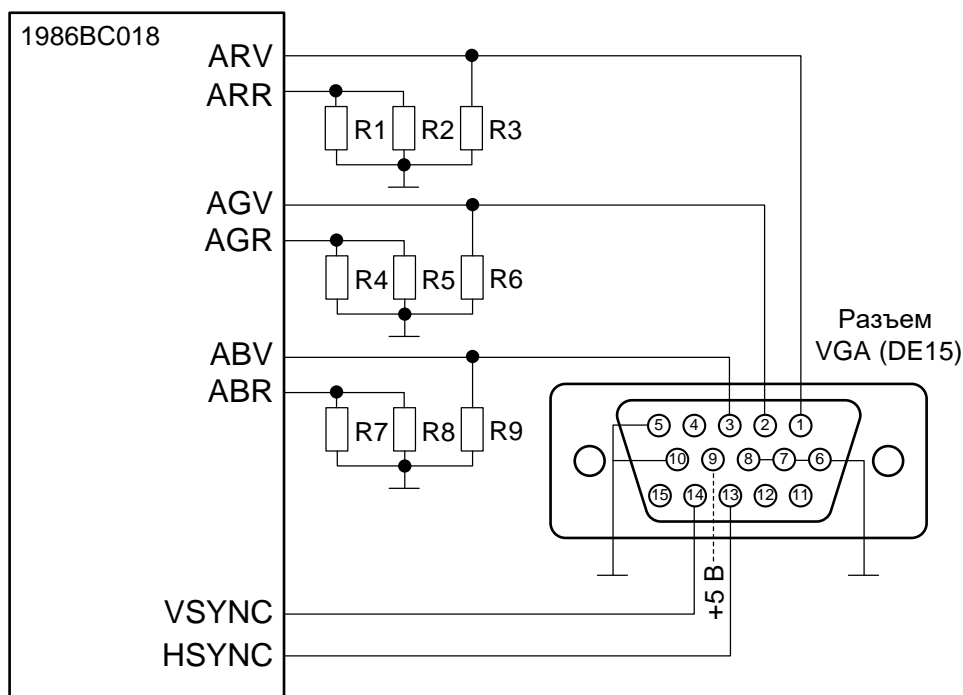 1986ВС018
ARV
ARR
R1 R2 R3
AGV
AGR
R4 R5 R6
Разъем
VGA (DE15)
ABV
ABR
R7 R8 R9
5 4 3 2 1
10 9 8 7 6
15 14 13 12 11
+5 В
VSYNC
HSYNC